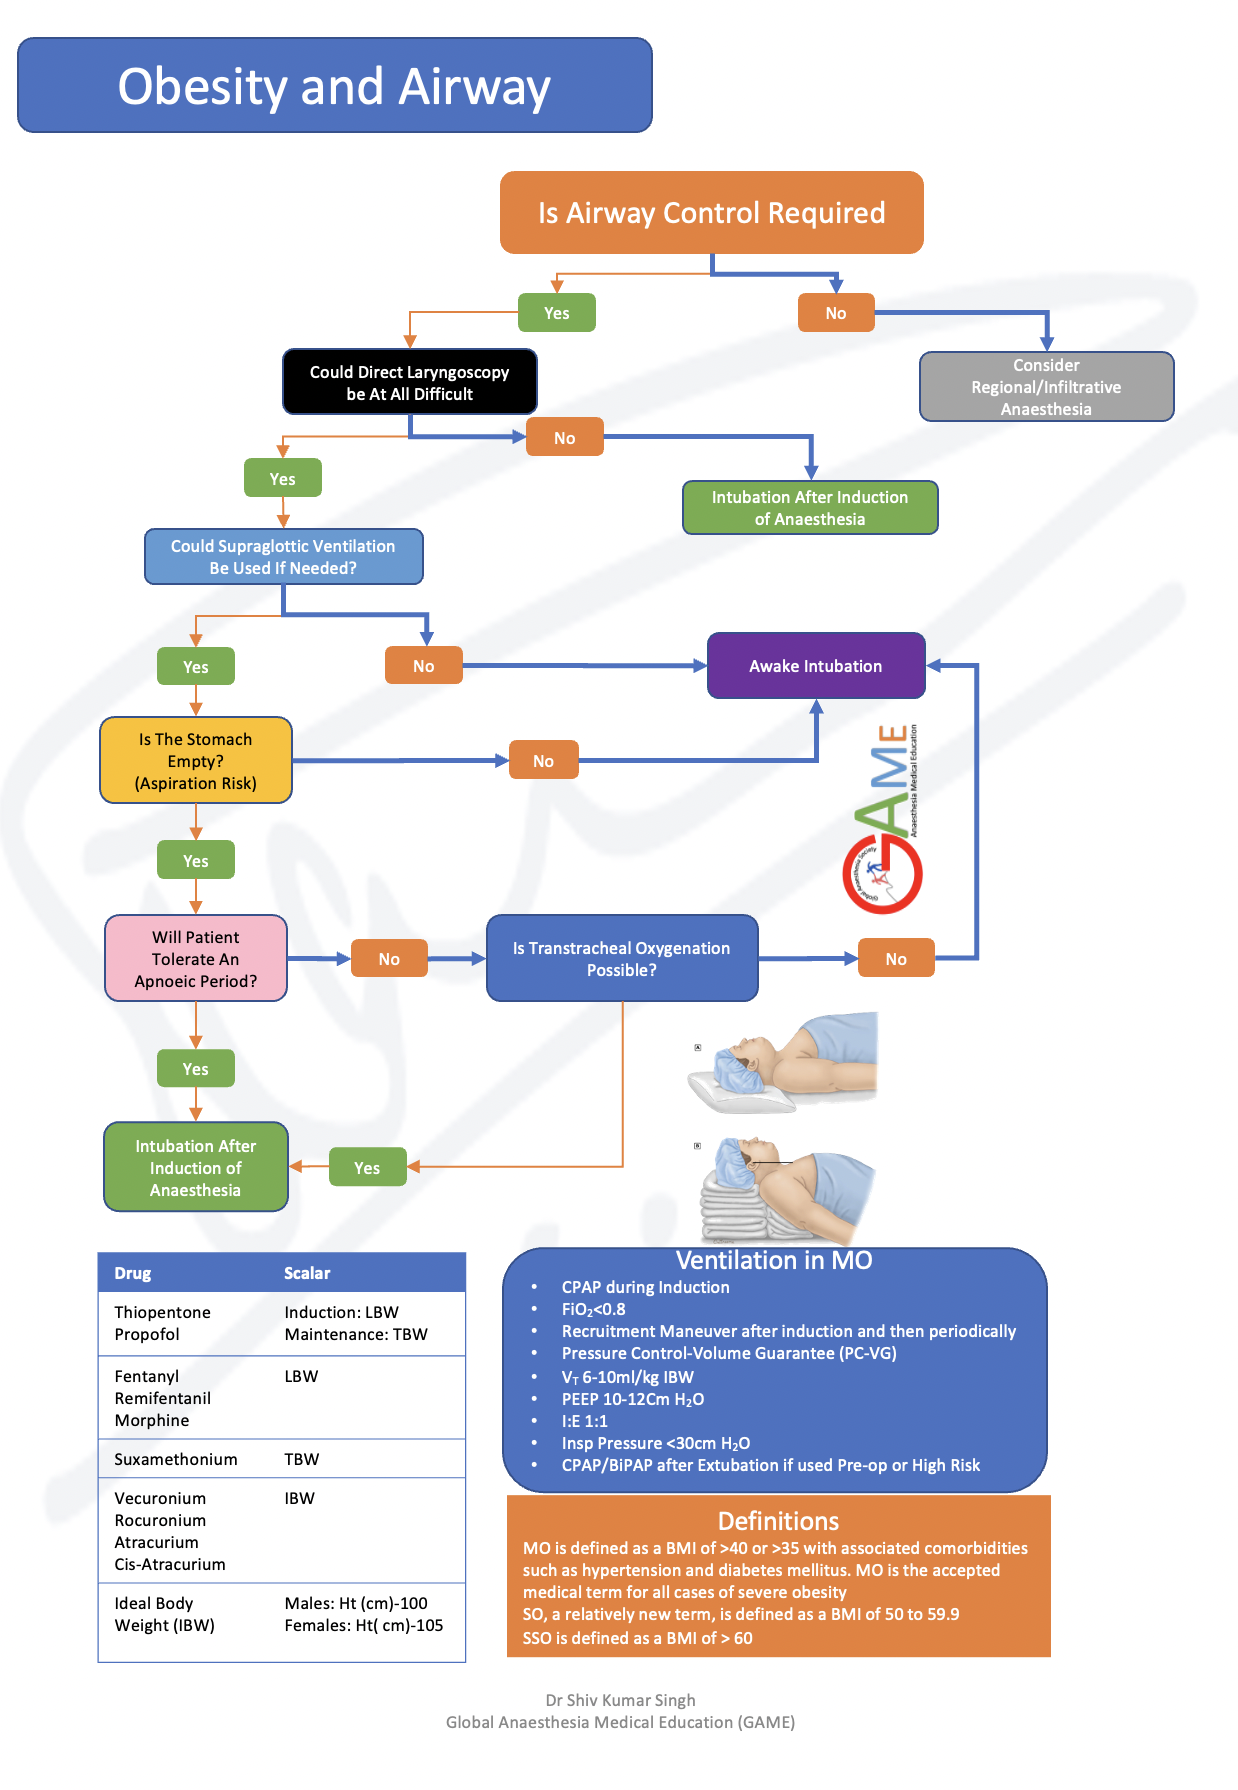 Obesity and Airway
Is Airway Control Required
Yes
No
Could Direct Laryngoscopy
be At All Difficult
Consider
Regional/Infiltrative
Anaesthesia
No
Yes
Intubation After Induction
of Anaesthesia
Could Supraglottic Ventilation
Be Used If Needed?
Yes
No
Awake Intubation
Is The Stomach
Empty?
(Aspiration Risk)
No
GAME
Anaesthesia Medical Education
Global Anaesthesia Society
Yes
Will Patient
Tolerate An
Apnoeic Period?
No
Is Transtracheal Oxygenation
Possible?
No
A
Yes
B
Intubation After
Induction of
Anaesthesia
Yes
Drug Scalar
Thiopentone Induction: LBW
Propofol Maintenance: TBW
Fentanyl LBW
Remifentanil
Morphine
Suxamethonium TBW
Vecuronium IBW
Rocuronium
Atracurium
Cis-Atracurium
Ideal Body Males: Ht (cm)-100
Weight (IBW) Females: Ht( cm)-105
Ventilation in MO
• CPAP during Induction
• FiO₂<0.8
• Recruitment Maneuver after induction and then periodically
• Pressure Control-Volume Guarantee (PC-VG)
• V_T 6-10ml/kg IBW
• PEEP 10-12Cm H₂O
• I:E 1:1
• Insp Pressure <30cm H₂O
• CPAP/BiPAP after Extubation if used Pre-op or High Risk
Definitions
MO is defined as a BMI of >40 or >35 with associated comorbidities
such as hypertension and diabetes mellitus. MO is the accepted
medical term for all cases of severe obesity
SO, a relatively new term, is defined as a BMI of 50 to 59.9
SSO is defined as a BMI of > 60
Dr Shiv Kumar Singh
Global Anaesthesia Medical Education (GAME)